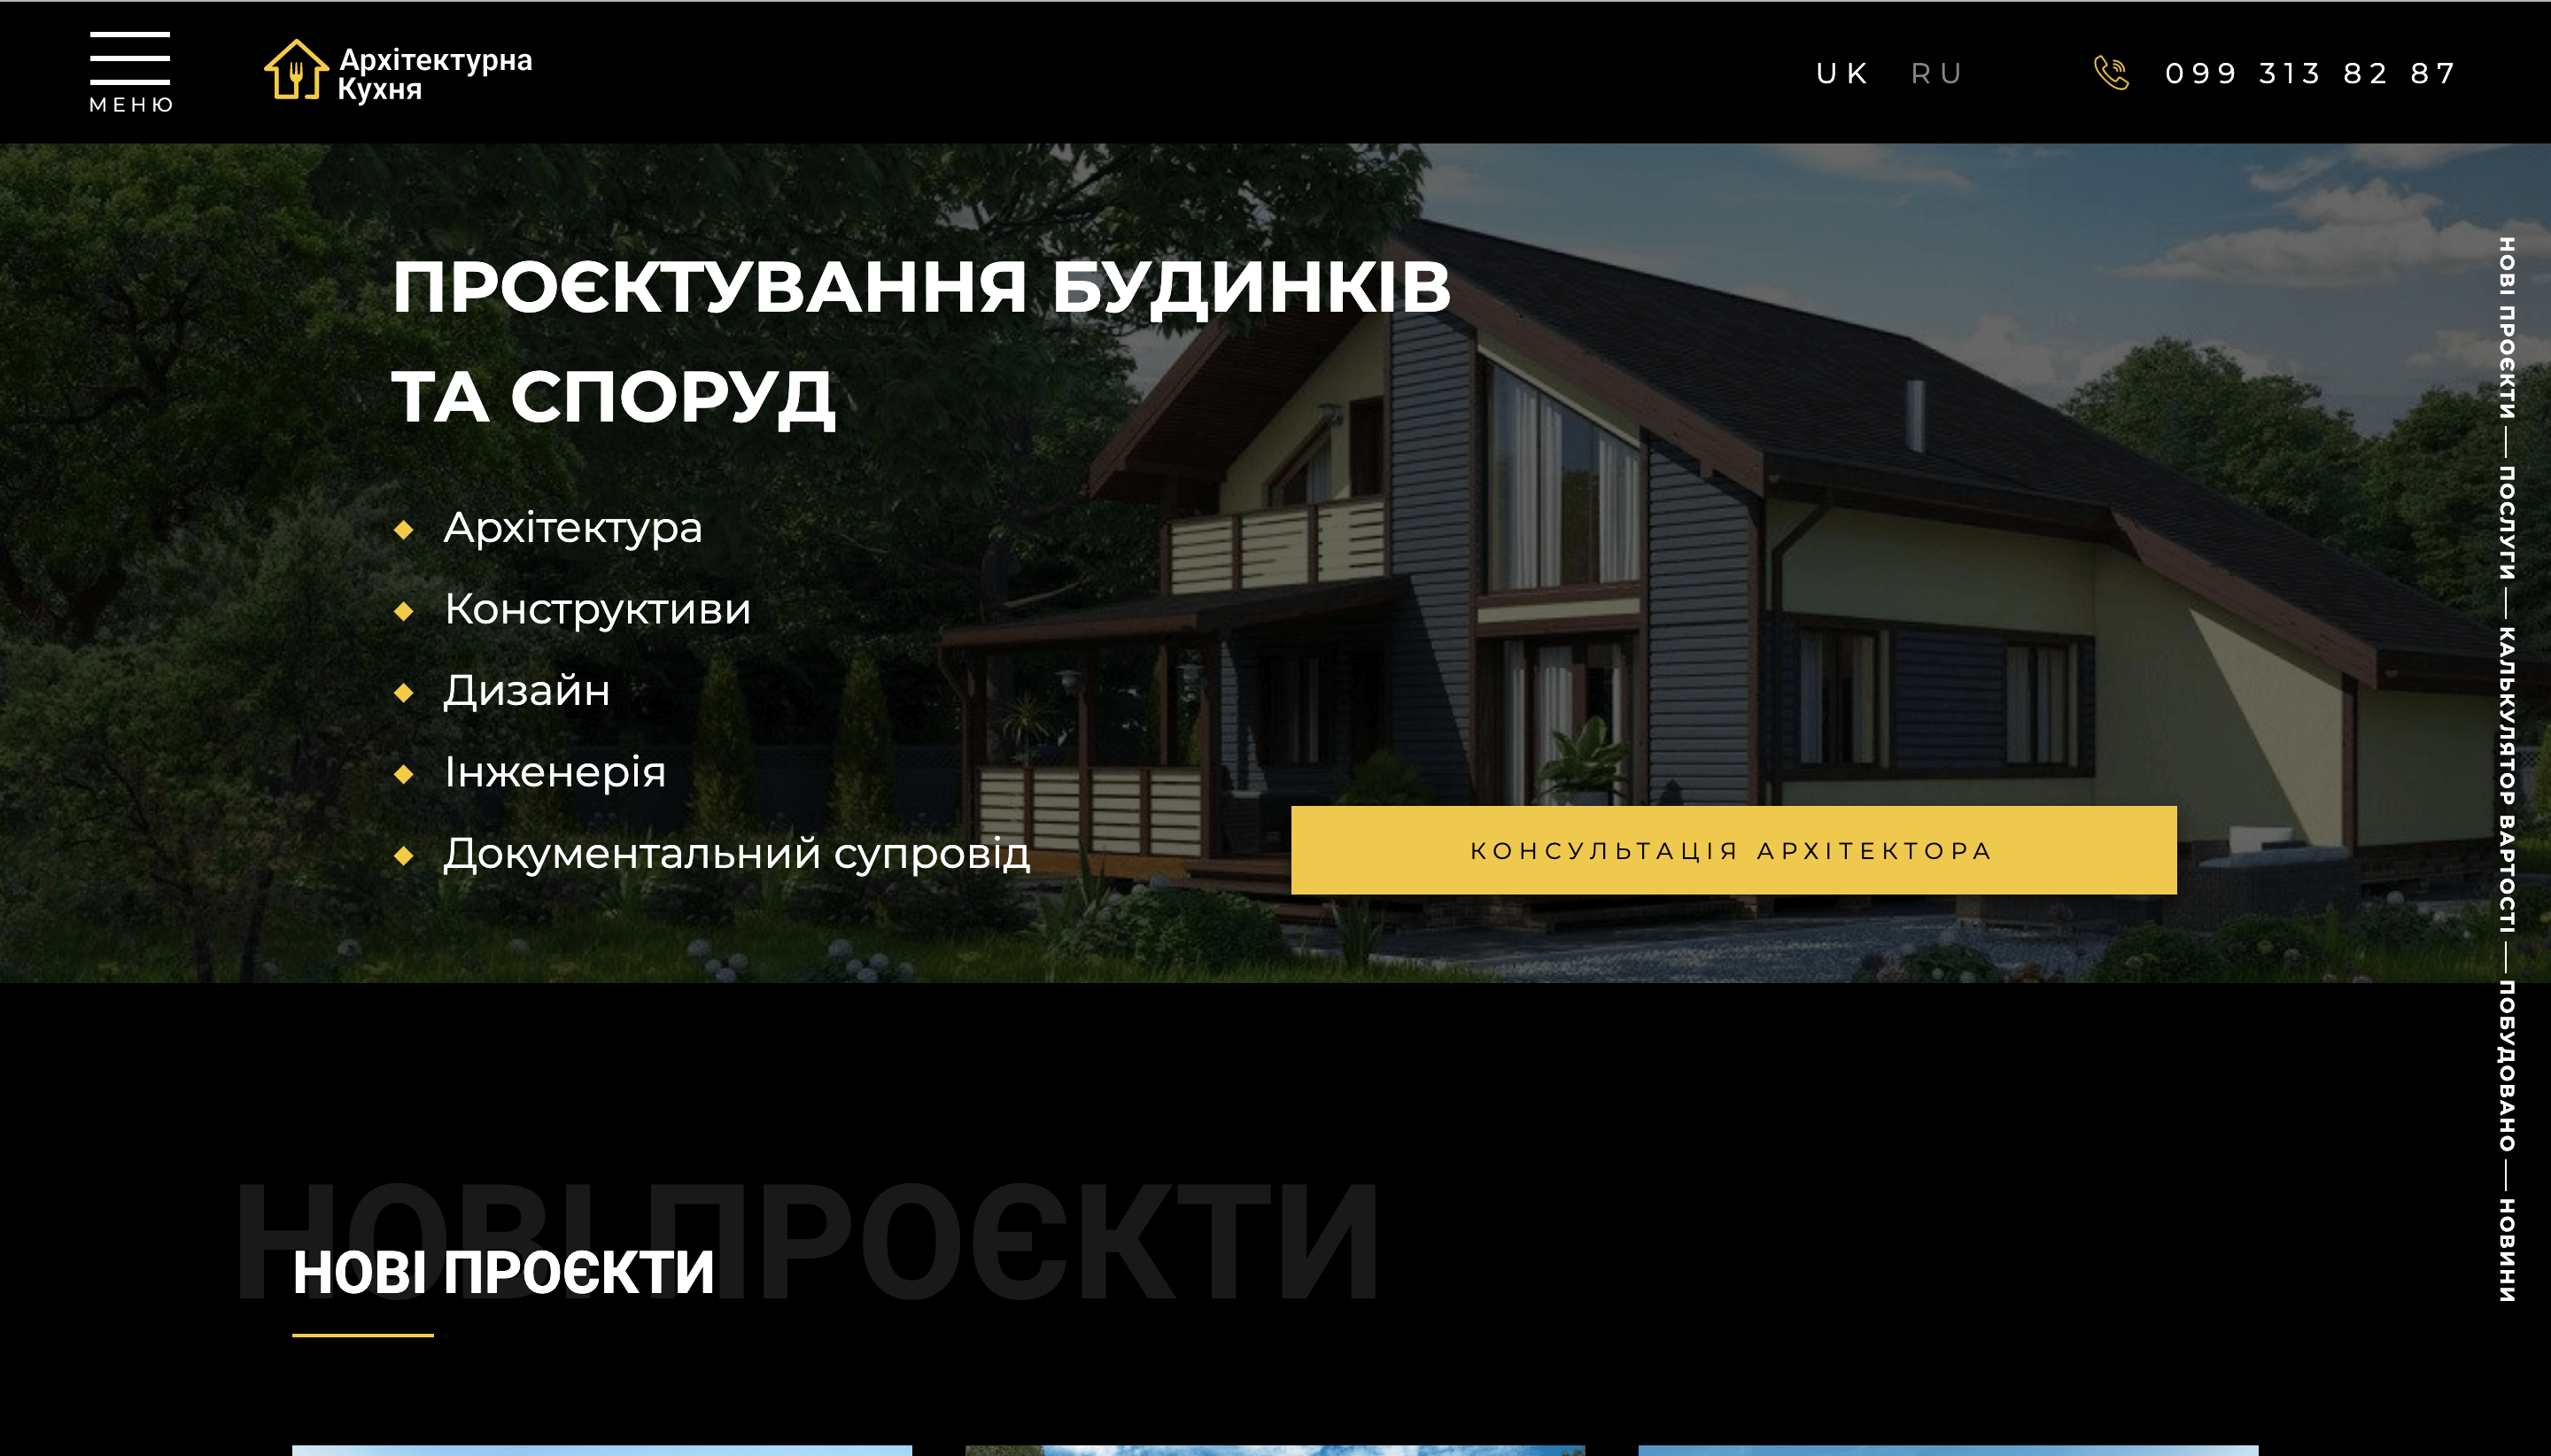 МЕНЮ
Архітектурна
Кухня
UK RU
099 313 82 87
ПРОЄКТУВАННЯ БУДИНКІВ
ТА СПОРУД
Архітектура
Конструктиви
Дизайн
Інженерія
Документальний супровід
КОНСУЛЬТАЦІЯ АРХІТЕКТОРА
НОВІ ПРОЄКТИ — ПОСЛУГИ — КАЛЬКУЛЯТОР ВАРТОСТІ — ПОБУДОВАНО — НОВИНИ
НОВІ ПРОЄКТИ
НОВІ ПРОЄКТИ